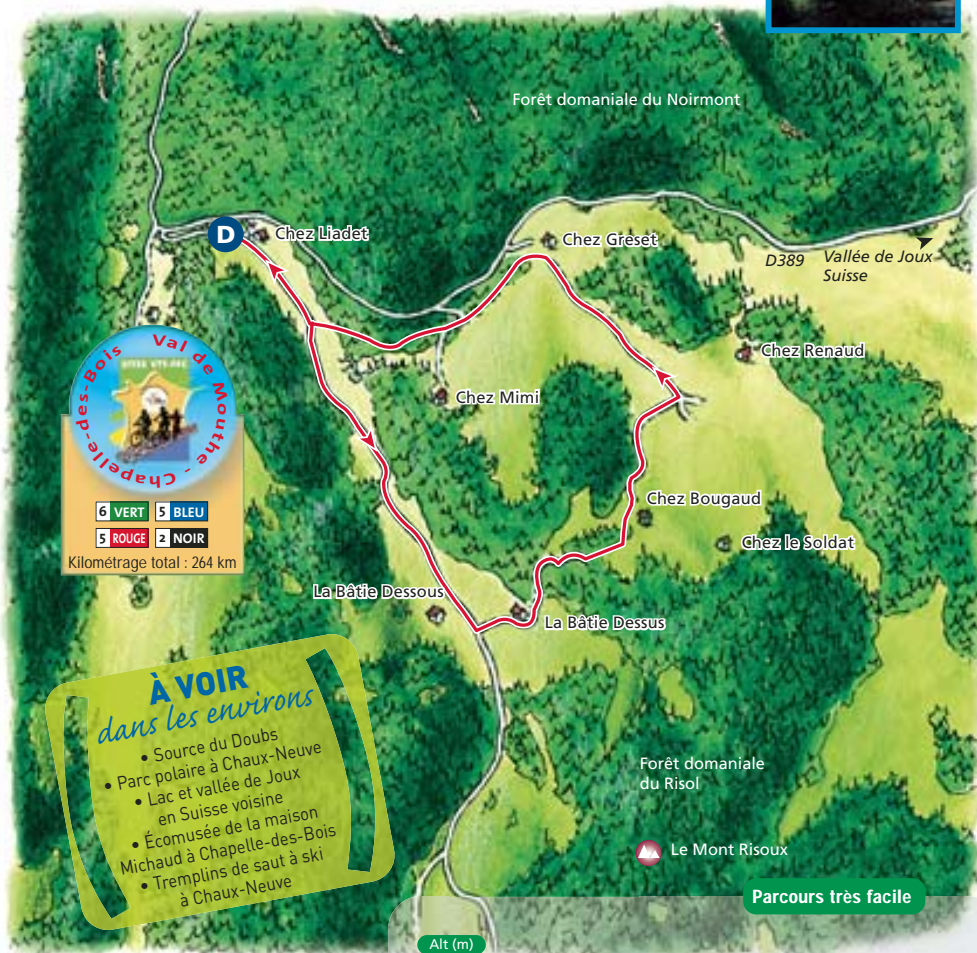 Forêt domaniale du Noirmont
D
Chez Liadet
Chez Greset
D389
Vallée de Joux
Suisse
Chez Renaud
Chez Mimi
Val de Mouthe - Chapelle-des-Bois
6 VERT 5 BLEU
5 ROUGE 2 NOIR
Kilométrage total : 264 km
Chez Bougaud
Chez le Soldat
La Bâtie Dessous
La Bâtie Dessus
À VOIR
dans les environs
• Source du Doubs
• Parc polaire à Chaux-Neuve
• Lac et vallée de Joux
en Suisse voisine
• Écomusée de la maison
Michaud à Chapelle-des-Bois
• Tremplins de saut à ski
à Chaux-Neuve
Forêt domaniale
du Risol
Le Mont Risoux
Parcours très facile
Alt (m)